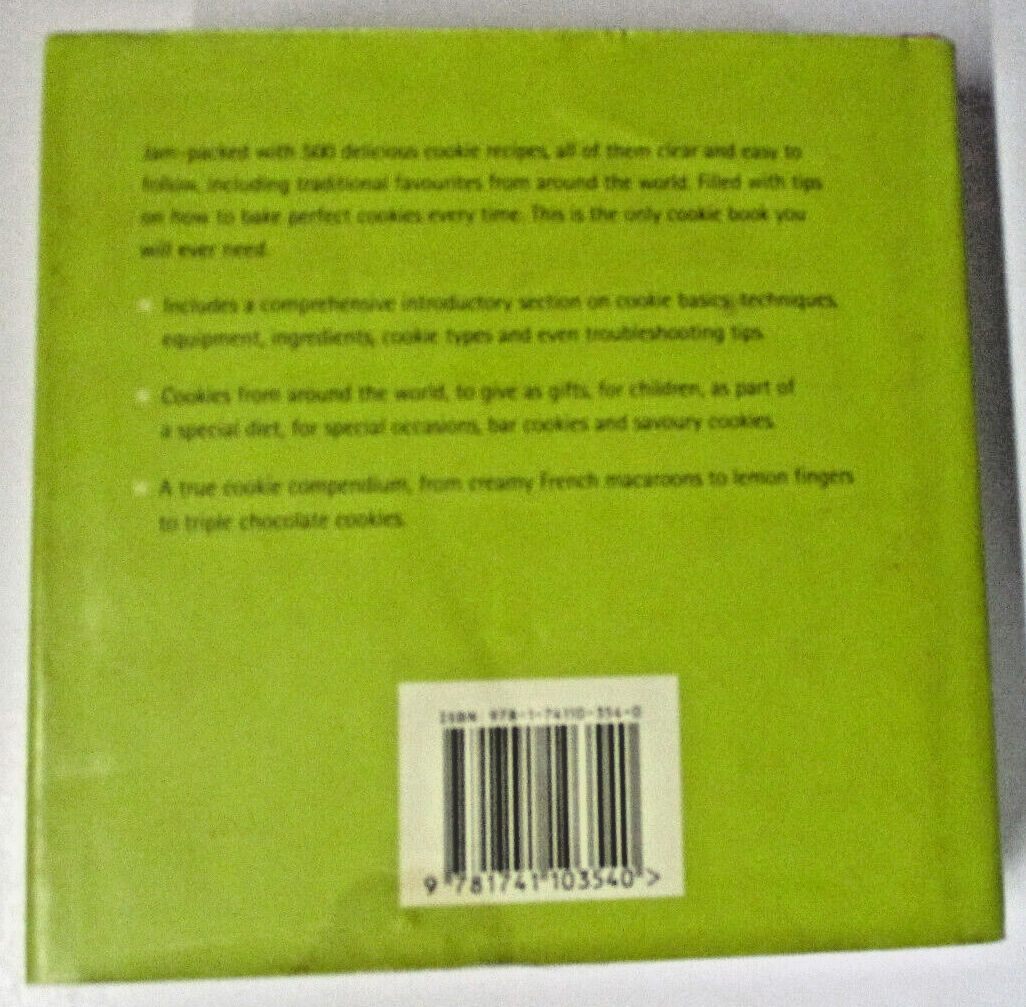 Jam-packed with 500 delicious cookie recipes, all of them clear and easy to
follow, including traditional favourites from around the world. Filled with tips
on how to bake perfect cookies every time. This is the only cookie book you
will ever need.
Includes a comprehensive introductory section on cookie basics, techniques,
equipment, ingredients, cookie types and even troubleshooting tips.
Cookies from around the world, to give as gifts, for children, as part of
a special diet, for special occasions, bar cookies and savoury cookies.
A true cookie compendium, from creamy French macaroons to lemon fingers
to triple chocolate cookies.
ISBN 978-1-74110-354-0
9 781741 103540 >